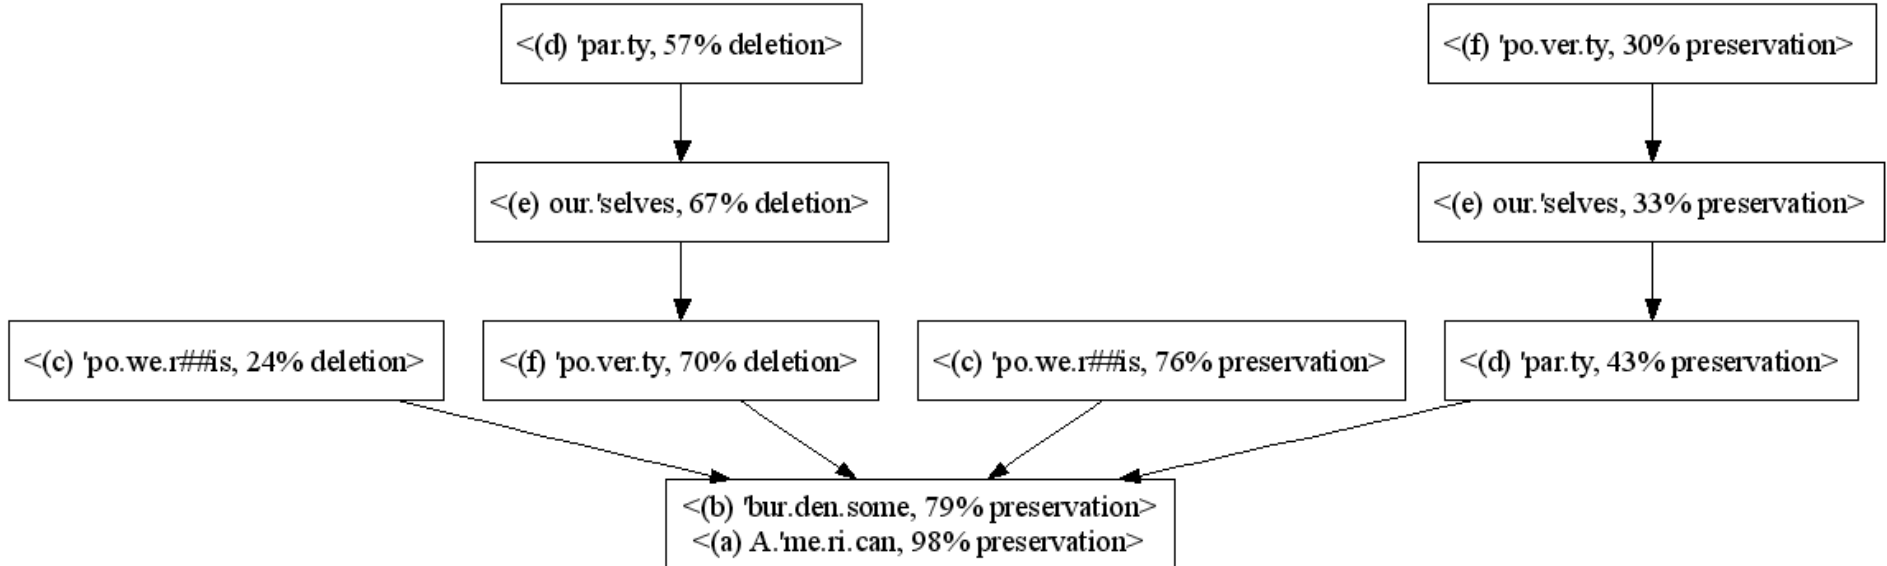 <(d) 'par.ty, 57% deletion>
<(f) 'po.ver.ty, 30% preservation>
<(e) our.'selves, 67% deletion>
<(e) our.'selves, 33% preservation>
<(c) 'po.we.r##is, 24% deletion>
<(f) 'po.ver.ty, 70% deletion>
<(c) 'po.we.r##is, 76% preservation>
<(d) 'par.ty, 43% preservation>
<(b) 'bur.den.some, 79% preservation>
<(a) A.'me.ri.can, 98% preservation>